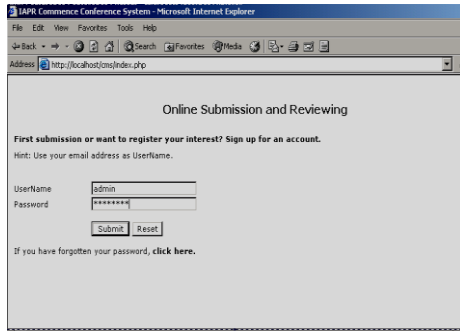 IAPR Commence Conference System - Microsoft Internet Explorer
File Edit View Favorites Tools Help
Back Search Favorites Media
Address http://localhost/cms/index.php
Online Submission and Reviewing
First submission or want to register your interest? Sign up for an account.
Hint: Use your email address as UserName.
UserName admin
Password ********
Submit Reset
If you have forgotten your password, click here.